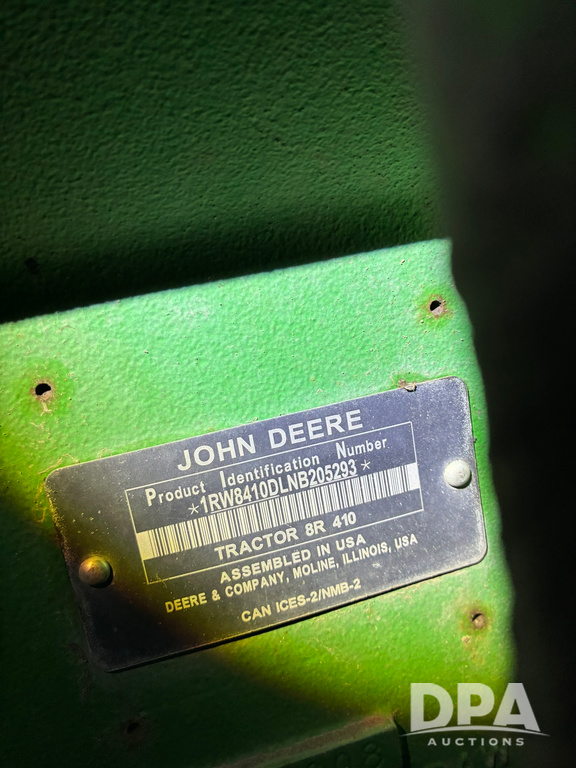 JOHN DEERE
Product Identification Number
*1RW8410DLNB205293*
TRACTOR 8R 410
ASSEMBLED IN USA
DEERE & COMPANY, MOLINE, ILLINOIS, USA
CAN ICES-2/NMB-2
DPA
AUCTIONS